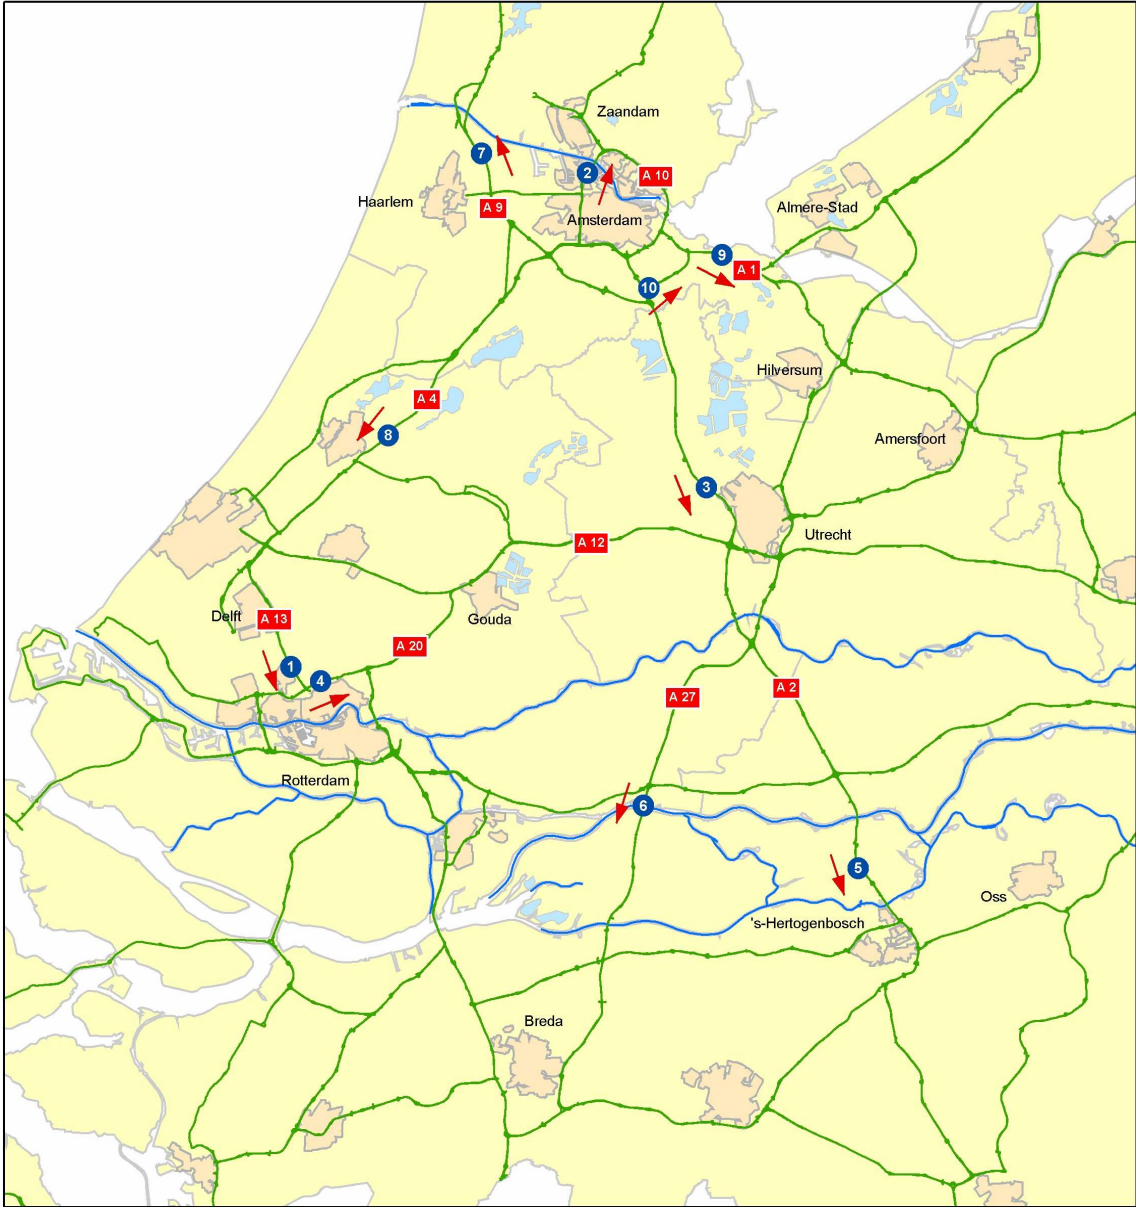 Zaandam
7
2
A 10
Haarlem
A 9
Almere-Stad
Amsterdam
9
A 1
10
Hilversum
A 4
8
Amersfoort
3
Utrecht
A 12
Delft
A 13
Gouda
A 20
1
4
A 27
A 2
Rotterdam
6
5
Oss
's-Hertogenbosch
Breda